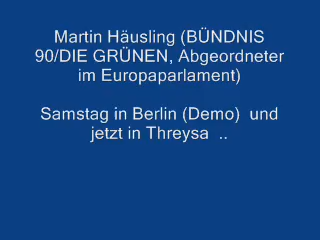 Martin Häusling (BÜNDNIS
90/DIE GRÜNEN, Abgeordneter
im Europaparlament)
Samstag in Berlin (Demo)  und
jetzt in Threysa  ..